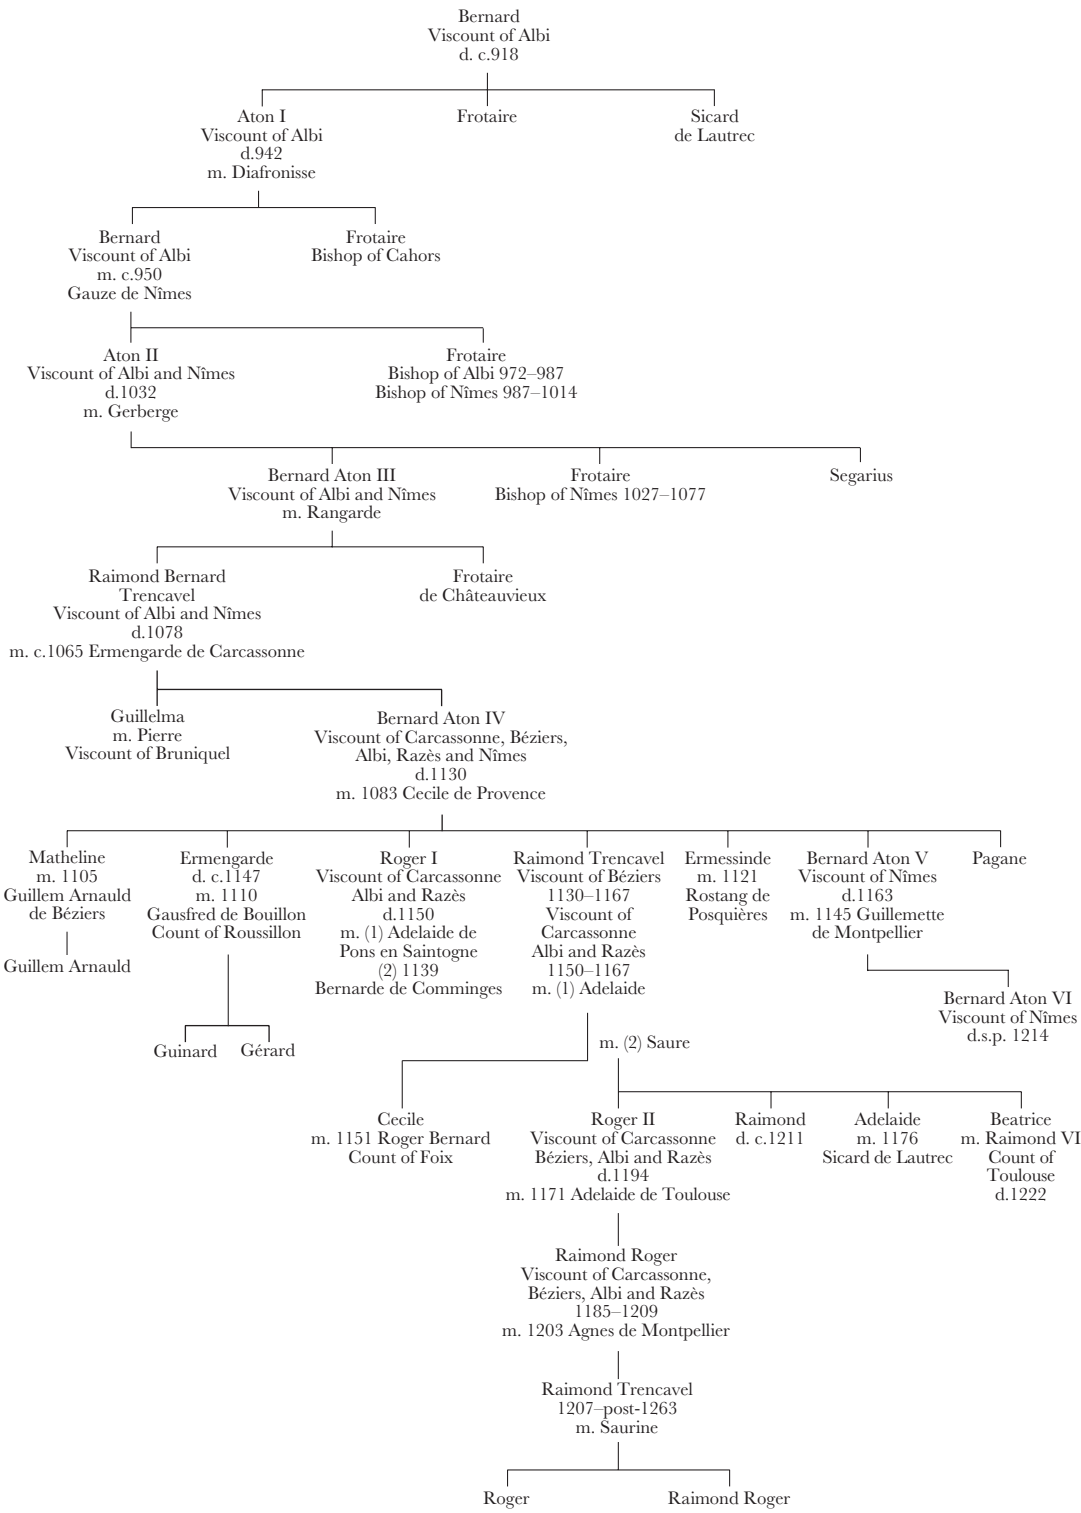 Bernard
Viscount of Albi
d. c.918
Aton I
Viscount of Albi
d.942
m. Diafronisse
Frotaire
Sicard
de Lautrec
Bernard
Viscount of Albi
m. c.950
Gauze de Nîmes
Frotaire
Bishop of Cahors
Aton II
Viscount of Albi and Nîmes
d.1032
m. Gerberge
Frotaire
Bishop of Albi 972–987
Bishop of Nîmes 987–1014
Bernard Aton III
Viscount of Albi and Nîmes
m. Rangarde
Frotaire
Bishop of Nîmes 1027–1077
Segarius
Raimond Bernard
Trencavel
Viscount of Albi and Nîmes
d.1078
m. c.1065 Ermengarde de Carcassonne
Frotaire
de Châteauvieux
Guillelma
m. Pierre
Viscount of Bruniquel
Bernard Aton IV
Viscount of Carcassonne, Béziers,
Albi, Razès and Nîmes
d.1130
m. 1083 Cecile de Provence
Matheline
m. 1105
Guillem Arnauld
de Béziers
Guillem Arnauld
Ermengarde
d. c.1147
m. 1110
Gausfred de Bouillon
Count of Roussillon
Guinard
Gérard
Roger I
Viscount of Carcassonne
Albi and Razès
d.1150
m. (1) Adelaide de
Pons en Saintogne
(2) 1139
Bernarde de Comminges
Raimond Trencavel
Viscount of Béziers
1130–1167
Viscount of
Carcassonne
Albi and Razès
1150–1167
m. (1) Adelaide
m. (2) Saure
Ermessinde
m. 1121
Rostang de
Posquières
Bernard Aton V
Viscount of Nîmes
d.1163
m. 1145 Guillemette
de Montpellier
Pagane
Bernard Aton VI
Viscount of Nîmes
d.s.p. 1214
Cecile
m. 1151 Roger Bernard
Count of Foix
Roger II
Viscount of Carcassonne
Béziers, Albi and Razès
d.1194
m. 1171 Adelaide de Toulouse
Raimond
d. c.1211
Adelaide
m. 1176
Sicard de Lautrec
Beatrice
m. Raimond VI
Count of
Toulouse
d.1222
Raimond Roger
Viscount of Carcassonne,
Béziers, Albi and Razès
1185–1209
m. 1203 Agnes de Montpellier
Raimond Trencavel
1207–post-1263
m. Saurine
Roger
Raimond Roger